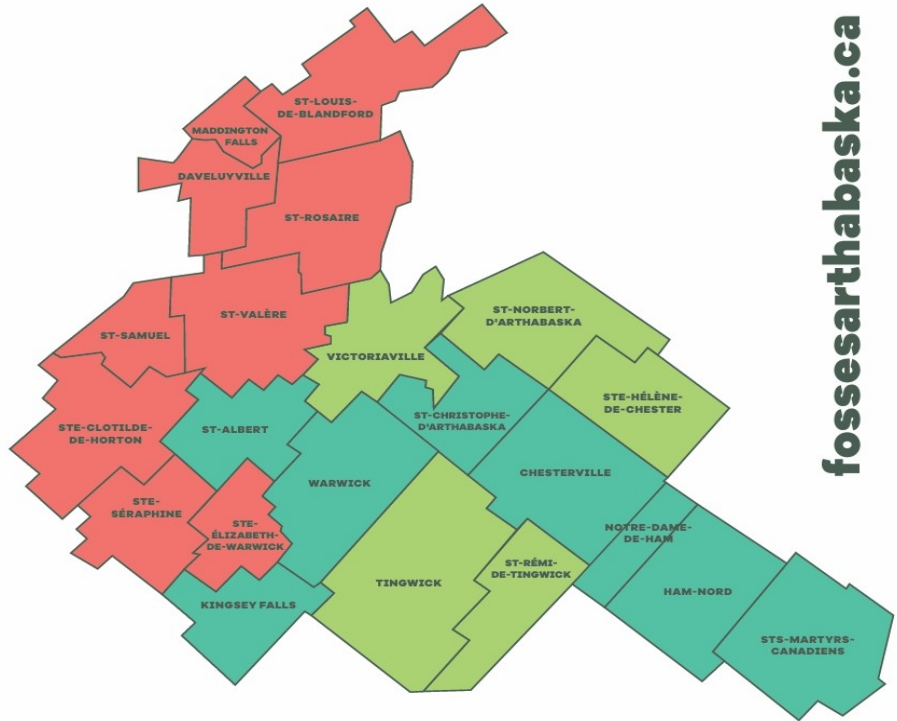 fossesarthabaska.ca
ST-LOUIS-
DE-BLANDFORD
MADDINGTON
FALLS
DAVELUYVILLE
ST-ROSAIRE
ST-VALÈRE
ST-SAMUEL
ST-NORBERT-
D'ARTHABASKA
VICTORIAVILLE
STE-HÉLÈNE-
DE-CHESTER
STE-CLOTILDE-
DE-HORTON
ST-ALBERT
ST-CHRISTOPHE-
D'ARTHABASKA
CHESTERVILLE
WARWICK
STE-
SÉRAPHINE
STE-
ÉLIZABETH-
DE-WARWICK
NOTRE-DAME-
DE-HAM
ST-RÉMI-
DE-TINGWICK
TINGWICK
HAM-NORD
KINGSEY FALLS
STS-MARTYRS-
CANADIENS